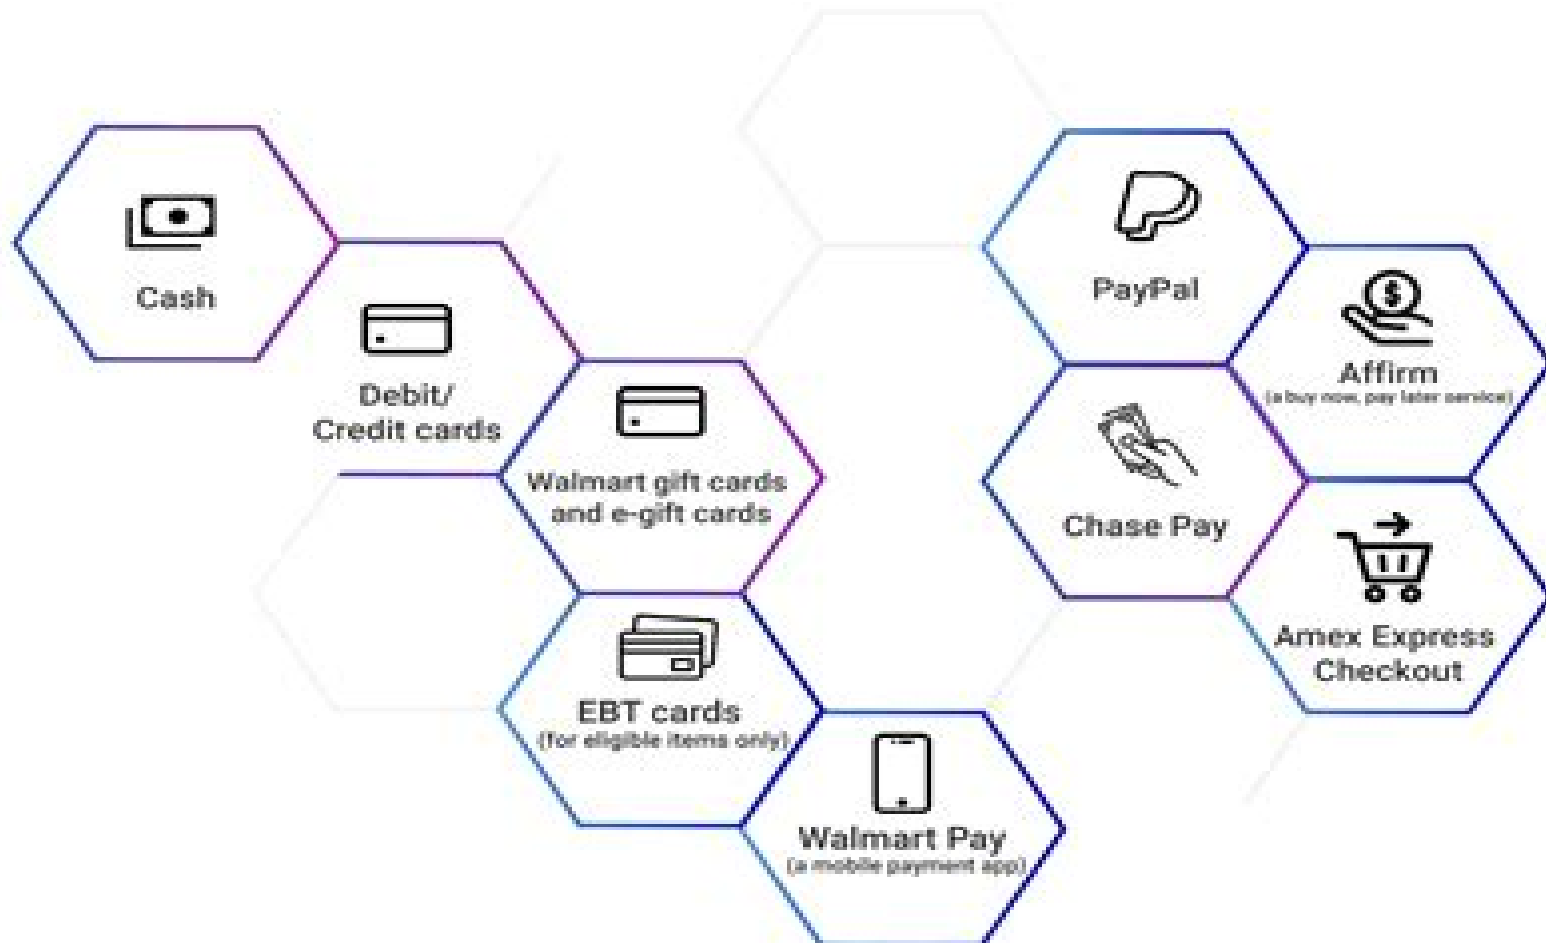 Cash
Debit/
Credit cards
Walmart gift cards
and e-gift cards
EBT cards
(for eligible items only)
Walmart Pay
(a mobile payment app)
PayPal
Affirm
(a buy now, pay later service)
Chase Pay
Amex Express
Checkout